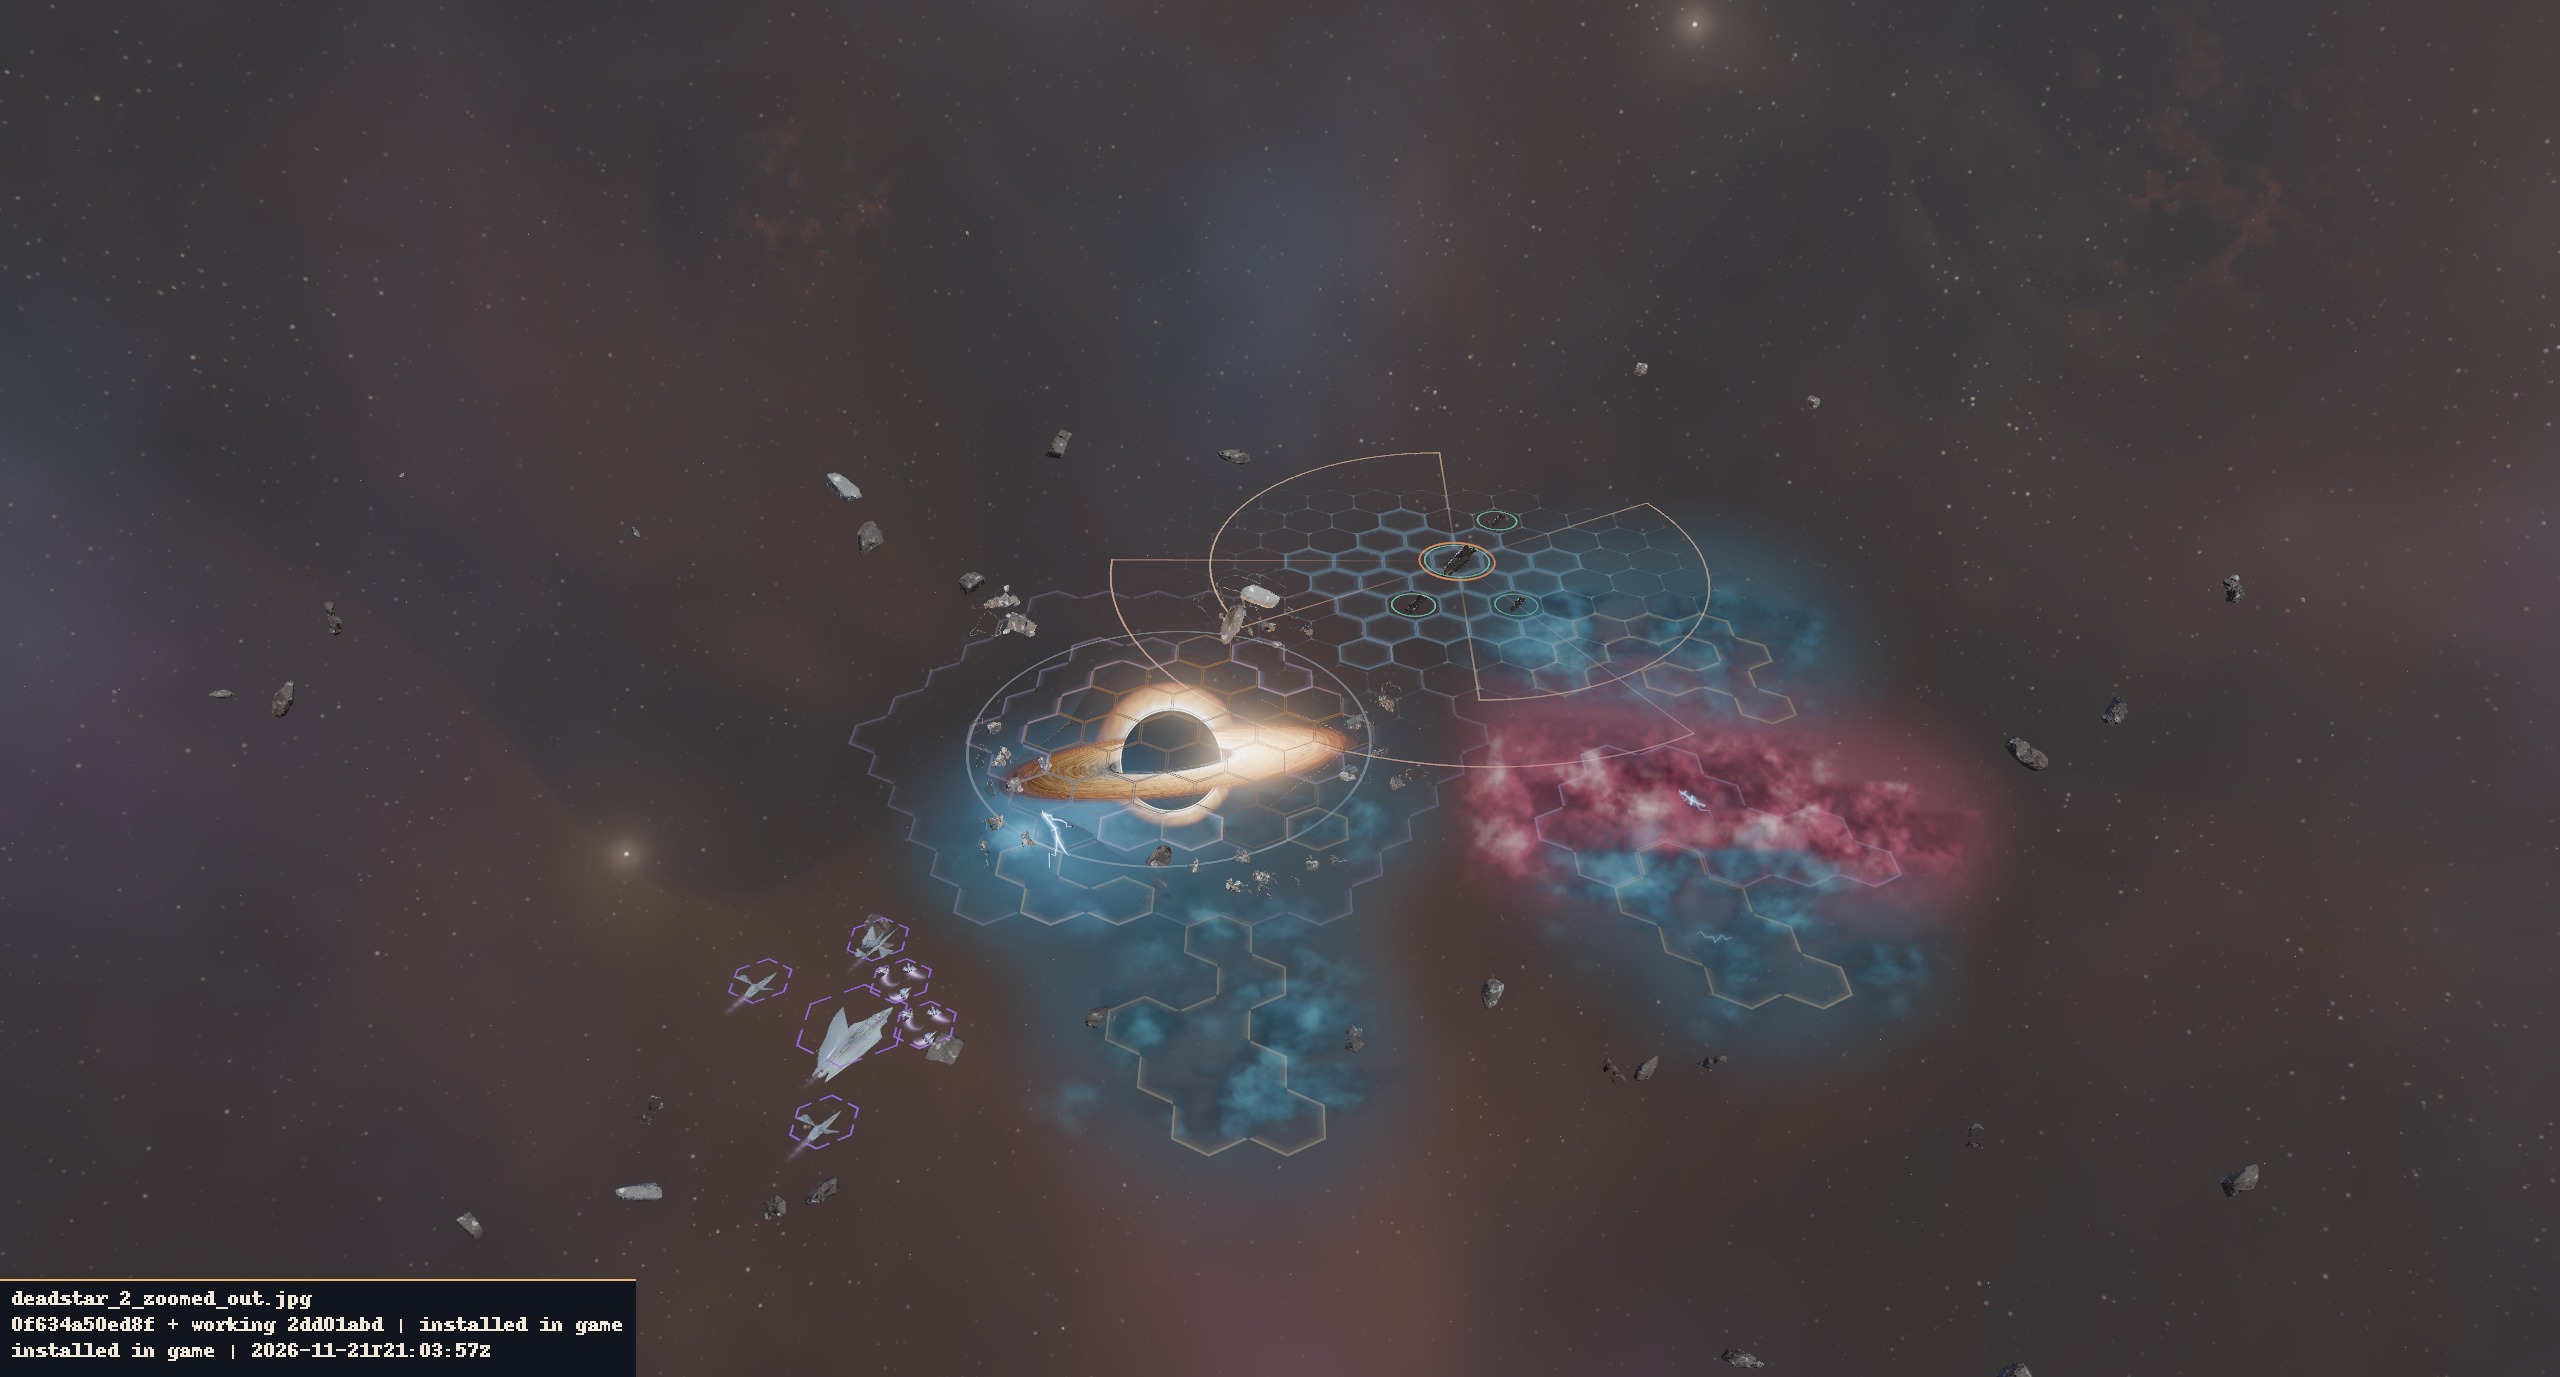 deadstar_2_zoomed_out.jpg
0f634a50ed8f + working 2dd01abd | installed in game
installed in game | 2026-11-21T21:03:57Z